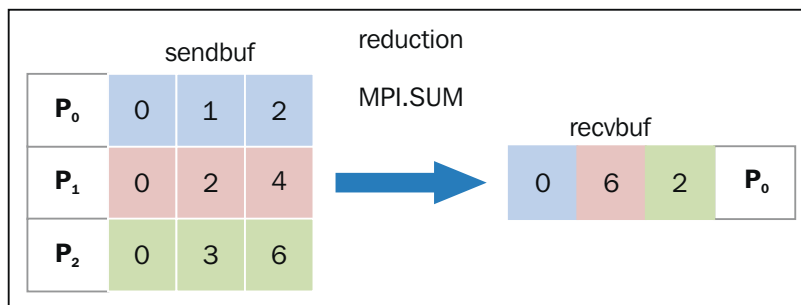 sendbuf
reduction
MPI.SUM
P₀ 0 1 2
P₁ 0 2 4
P₂ 0 3 6
recvbuf
0 6 2 P₀